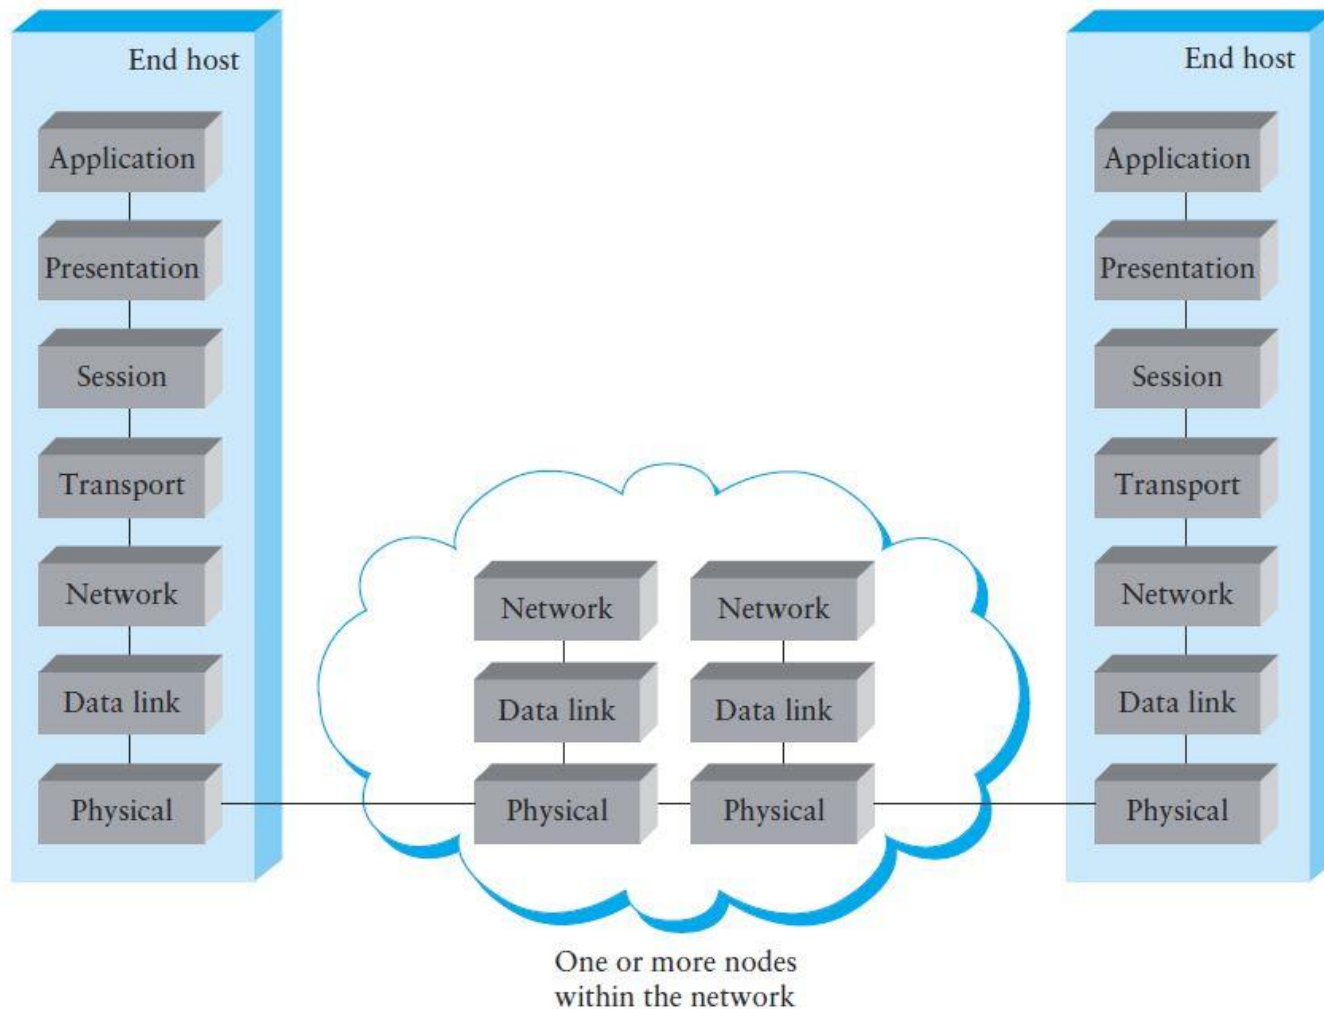 End host
Application
Presentation
Session
Transport
Network
Data link
Physical
Network
Data link
Physical
Network
Data link
Physical
One or more nodes
within the network
End host
Application
Presentation
Session
Transport
Network
Data link
Physical